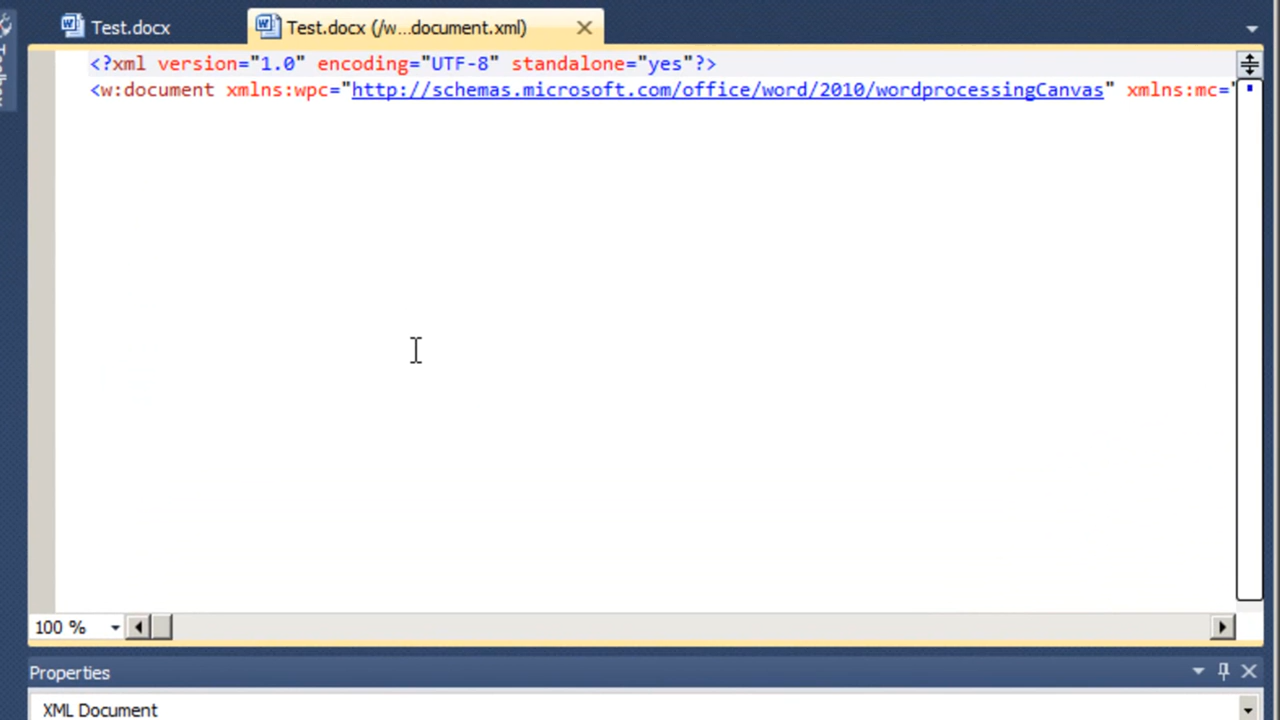 Test.docx
Test.docx (/w...document.xml)
<?xml version="1.0" encoding="UTF-8" standalone="yes"?>
<w:document xmlns:wpc="http://schemas.microsoft.com/office/word/2010/wordprocessingCanvas" xmlns:mc="
100 %
Properties
XML Document